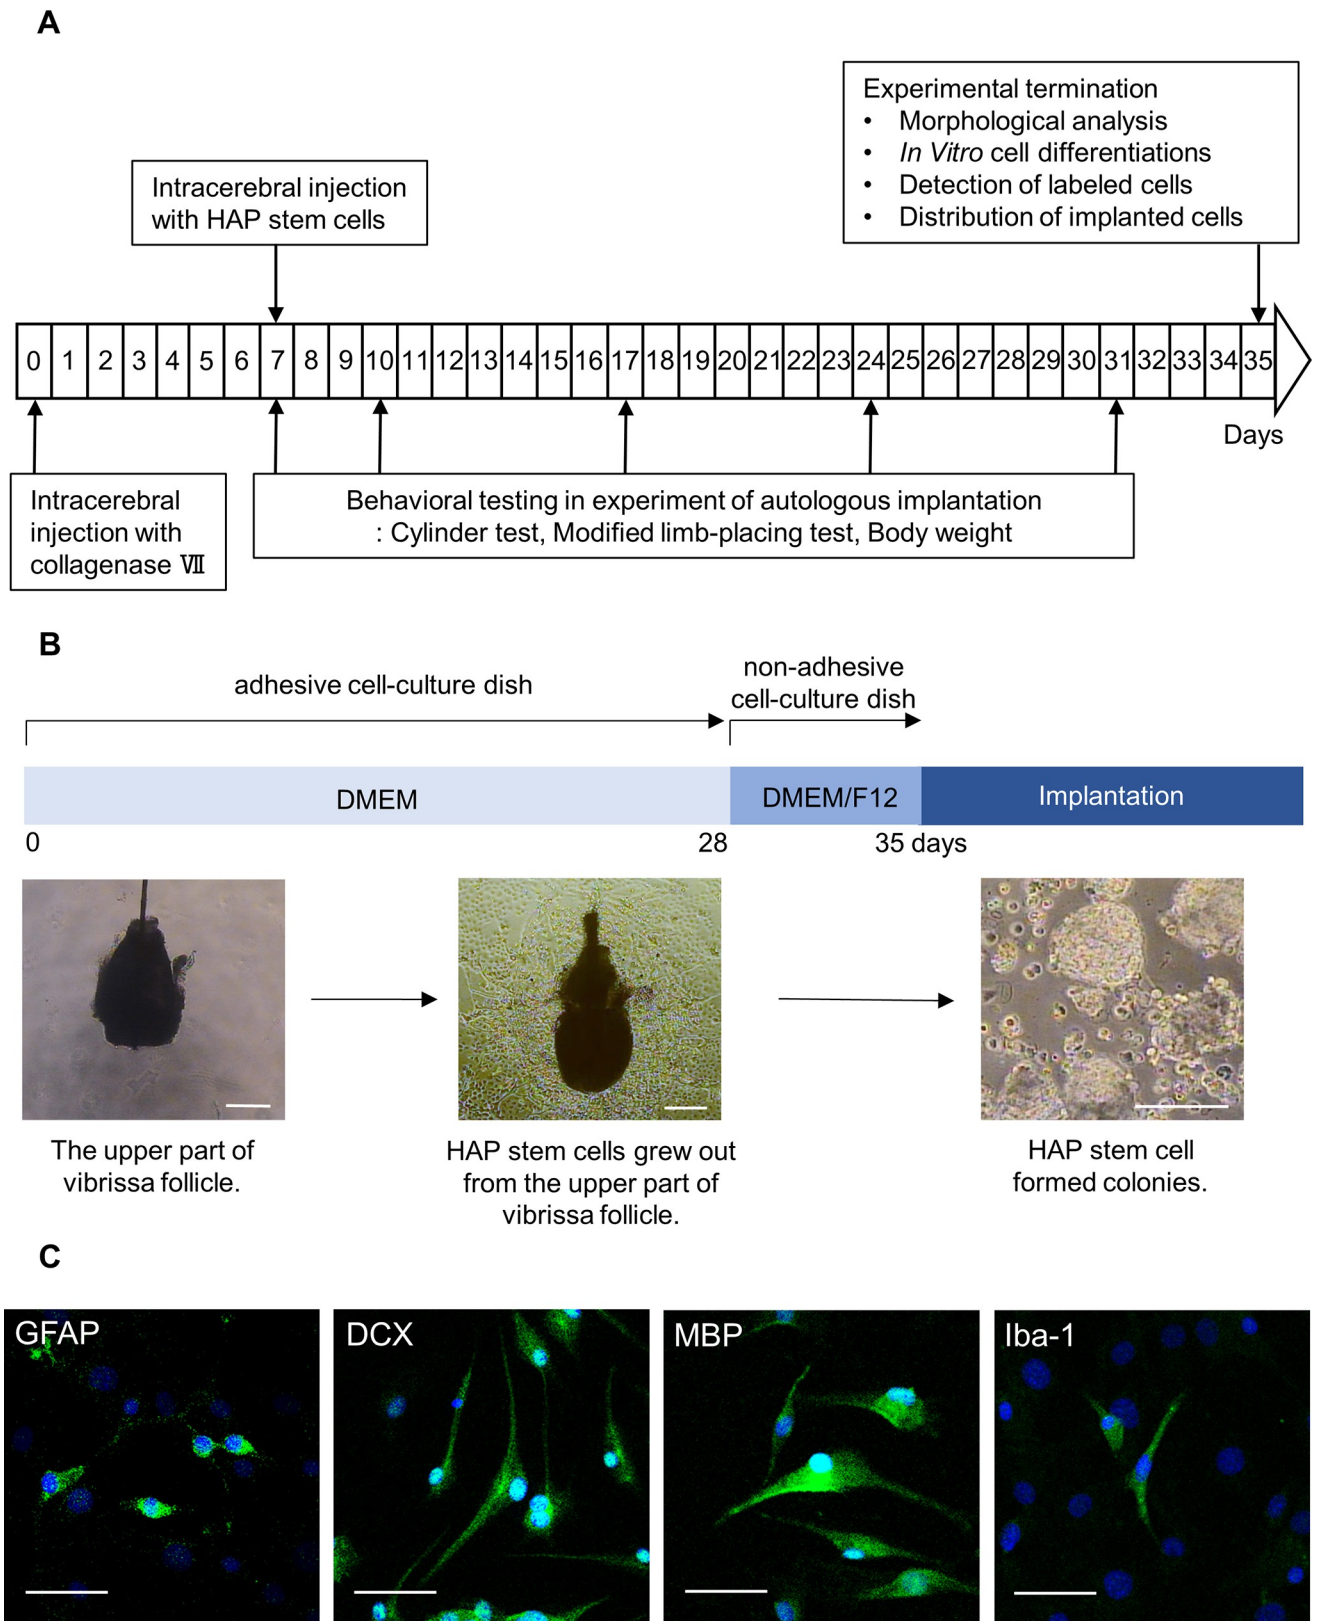 A
Experimental termination
• Morphological analysis
• In Vitro cell differentiations
• Detection of labeled cells
• Distribution of implanted cells
Intracerebral injection
with HAP stem cells
0 1 2 3 4 5 6 7 8 9 10 11 12 13 14 15 16 17 18 19 20 21 22 23 24 25 26 27 28 29 30 31 32 33 34 35
Days
Intracerebral
injection with
collagenase Ⅶ
Behavioral testing in experiment of autologous implantation
: Cylinder test, Modified limb-placing test, Body weight
B
adhesive cell-culture dish
non-adhesive
cell-culture dish
DMEM
DMEM/F12
Implantation
0
28
35 days
The upper part of
vibrissa follicle.
HAP stem cells grew out
from the upper part of
vibrissa follicle.
HAP stem cell
formed colonies.
C
GFAP
DCX
MBP
Iba-1